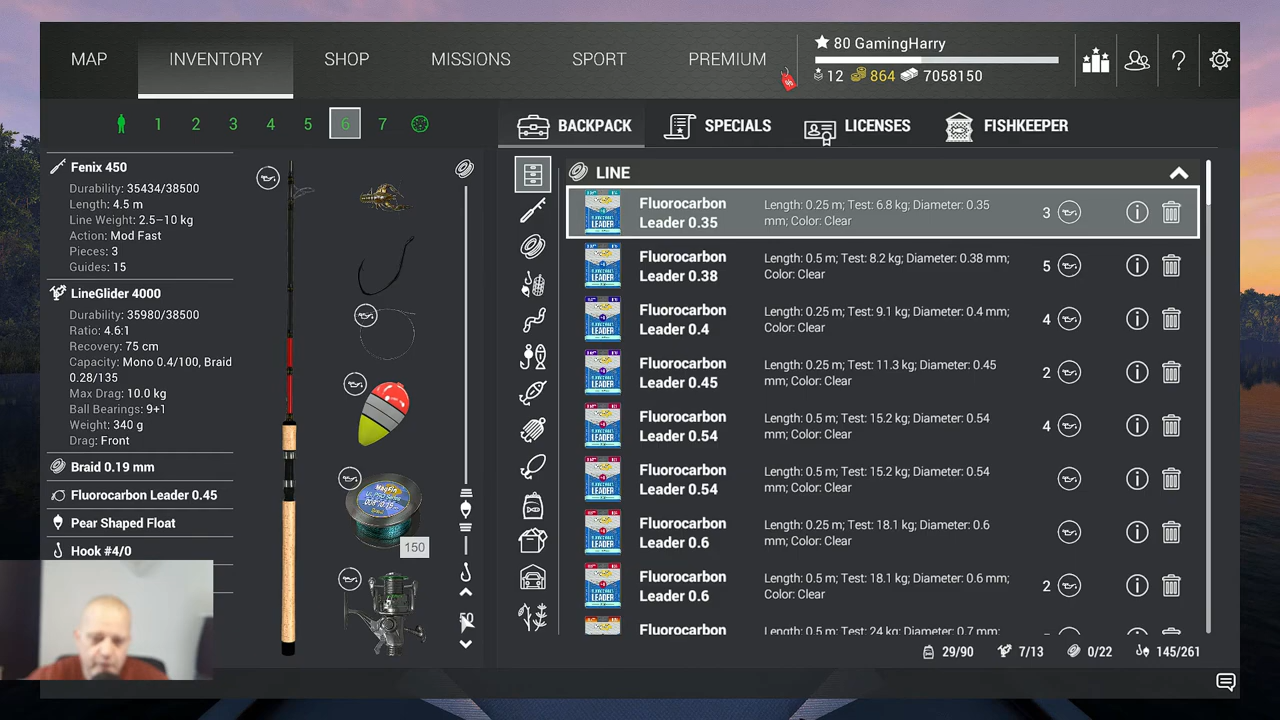 MAP
INVENTORY
SHOP
MISSIONS
SPORT
PREMIUM
80 GamingHarry
12 864 7058150
1 2 3 4 5 6 7
BACKPACK
SPECIALS
LICENSES
FISHKEEPER
Fenix 450
Durability: 35434/38500
Length: 4.5 m
Line Weight: 2.5–10 kg
Action: Mod Fast
Pieces: 3
Guides: 15
LineGlider 4000
Durability: 35980/38500
Ratio: 4.6:1
Recovery: 75 cm
Capacity: Mono 0.4/100, Braid
0.28/135
Max Drag: 10.0 kg
Ball Bearings: 9+1
Weight: 340 g
Drag: Front
Braid 0.19 mm
Fluorocarbon Leader 0.45
Pear Shaped Float
Hook #4/0
150
50
LINE
Fluorocarbon
Leader 0.35
Length: 0.25 m; Test: 6.8 kg; Diameter: 0.35
mm; Color: Clear
3
Fluorocarbon
Leader 0.38
Length: 0.5 m; Test: 8.2 kg; Diameter: 0.38 mm;
Color: Clear
5
Fluorocarbon
Leader 0.4
Length: 0.25 m; Test: 9.1 kg; Diameter: 0.4 mm;
Color: Clear
4
Fluorocarbon
Leader 0.45
Length: 0.25 m; Test: 11.3 kg; Diameter: 0.45
mm; Color: Clear
2
Fluorocarbon
Leader 0.54
Length: 0.5 m; Test: 15.2 kg; Diameter: 0.54
mm; Color: Clear
4
Fluorocarbon
Leader 0.54
Length: 0.5 m; Test: 15.2 kg; Diameter: 0.54
mm; Color: Clear
Fluorocarbon
Leader 0.6
Length: 0.25 m; Test: 18.1 kg; Diameter: 0.6
mm; Color: Clear
Fluorocarbon
Leader 0.6
Length: 0.5 m; Test: 18.1 kg; Diameter: 0.6 mm;
Color: Clear
2
Fluorocarbon
Length: 0.5 m; Test: 24 kg; Diameter: 0.7 mm;
29/90 7/13 0/22 145/261